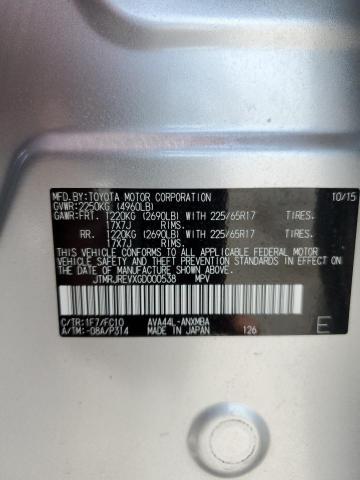 MFD.BY:TOYOTA MOTOR CORPORATION 10/15
GVWR:2250KG (4960LB)
GAWR:FRT. 1220KG (2690LB) WITH 225/65R17 TIRES.
17X7J RIMS.
RR. 1220KG (2690LB) WITH 225/65R17 TIRES.
17X7J RIMS.
THIS VEHICLE CONFORMS TO ALL APPLICABLE
FEDERAL MOTOR VEHICLE SAFETY AND BUMPER
STANDARDS IN EFFECT ON THE DATE OF
MANUFACTURE SHOWN ABOVE.
JTMRJREVXGD000538 MPV
C/TR:1F7/FC10 AVA44L-ANXMBA
A/TM:-08A/P314 MADE IN JAPAN 126 E